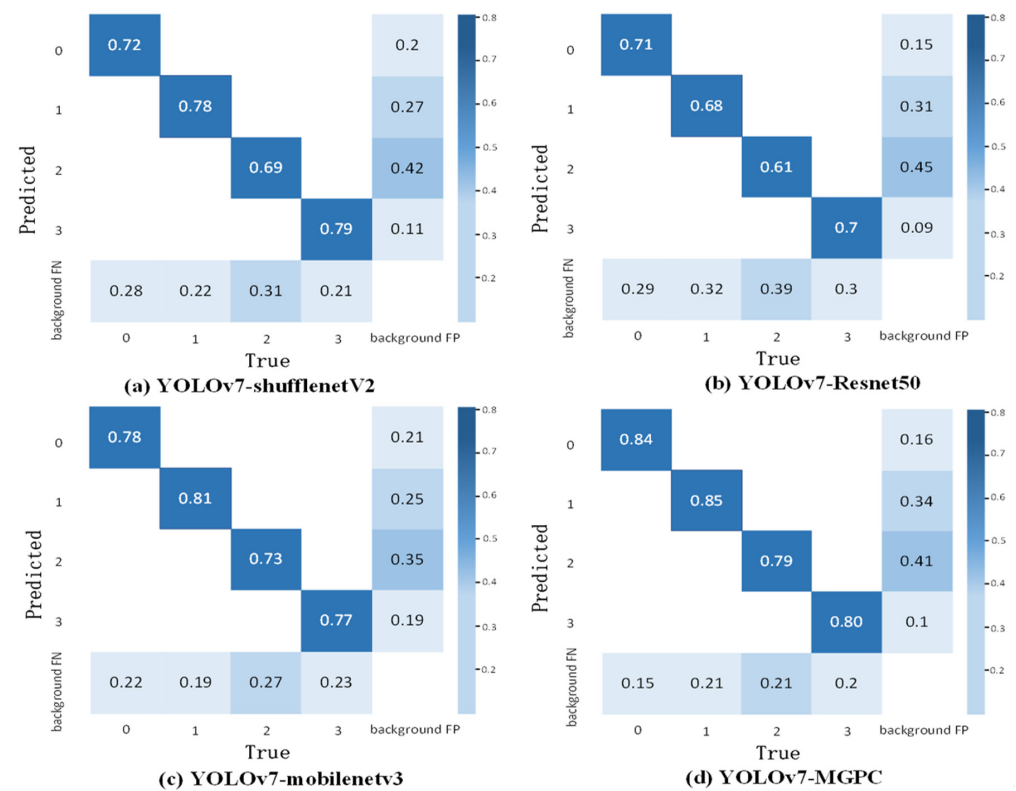 0 0.72 0.2 0.8
0.7
1 0.78 0.27 0.6
0.5
2 0.69 0.42 0.4
3 0.79 0.11 0.3
background FN 0.28 0.22 0.31 0.21 0.2
Predicted
0 1 2 3 background FP
True
(a) YOLOv7-shufflenetV2
0 0.71 0.15 0.8
0.7
1 0.68 0.31 0.6
0.5
2 0.61 0.45 0.4
3 0.7 0.09 0.3
background FN 0.29 0.32 0.39 0.3 0.2
Predicted
0 1 2 3 background FP
True
(b) YOLOv7-Resnet50
0 0.78 0.21 0.8
0.7
1 0.81 0.25 0.6
0.5
2 0.73 0.35 0.4
3 0.77 0.19 0.3
background FN 0.22 0.19 0.27 0.23 0.2
Predicted
0 1 2 3 background FP
True
(c) YOLOv7-mobilenetv3
0 0.84 0.16 0.8
0.7
1 0.85 0.34 0.6
0.5
2 0.79 0.41 0.4
3 0.80 0.1 0.3
background FN 0.15 0.21 0.21 0.2 0.2
Predicted
0 1 2 3 background FP
True
(d) YOLOv7-MGPC